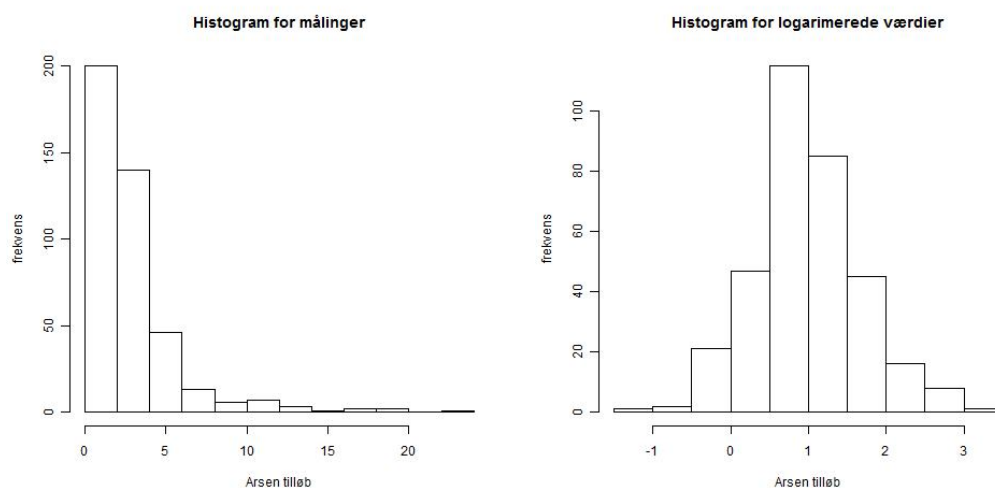 Histogram for målinger
frekvens
0
50
100
150
200
0 5 10 15 20
Arsen tilløb
Histogram for logarimerede værdier
frekvens
0
20
40
60
80
100
-1 0 1 2 3
Arsen tilløb